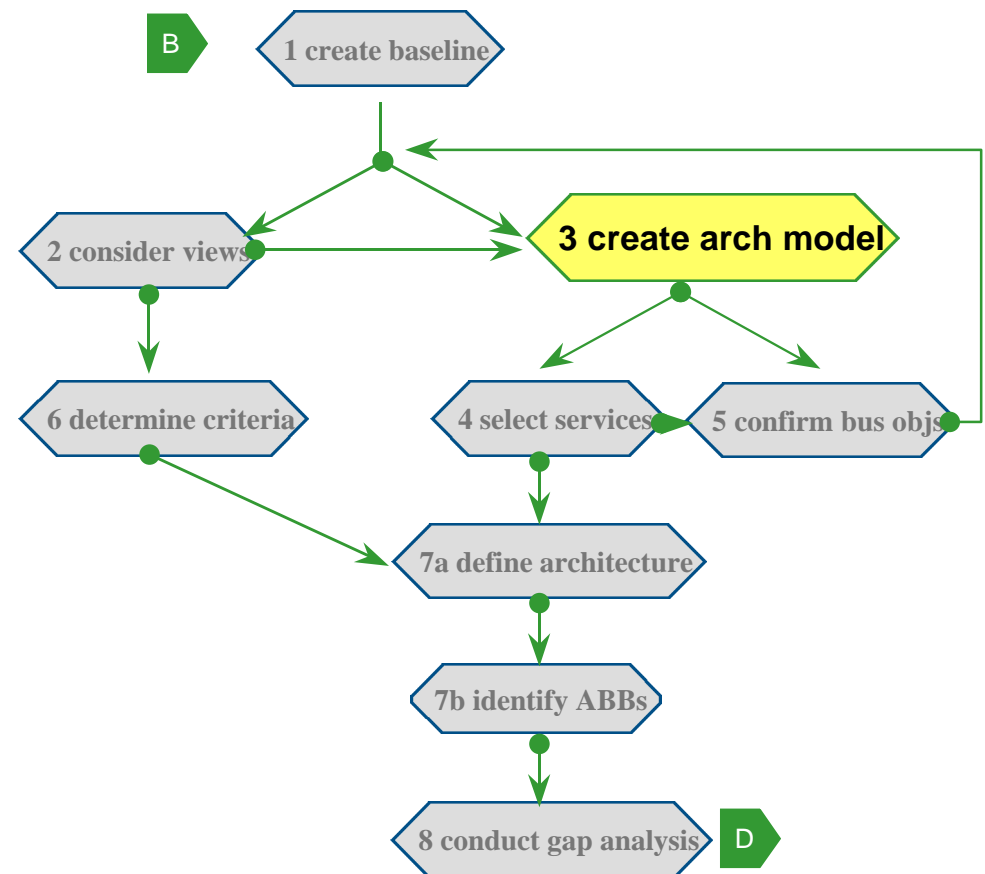 B
1 create baseline
2 consider views
3 create arch model
6 determine criteria
4 select services
5 confirm bus objs
7a define architecture
7b identify ABBs
8 conduct gap analysis
D